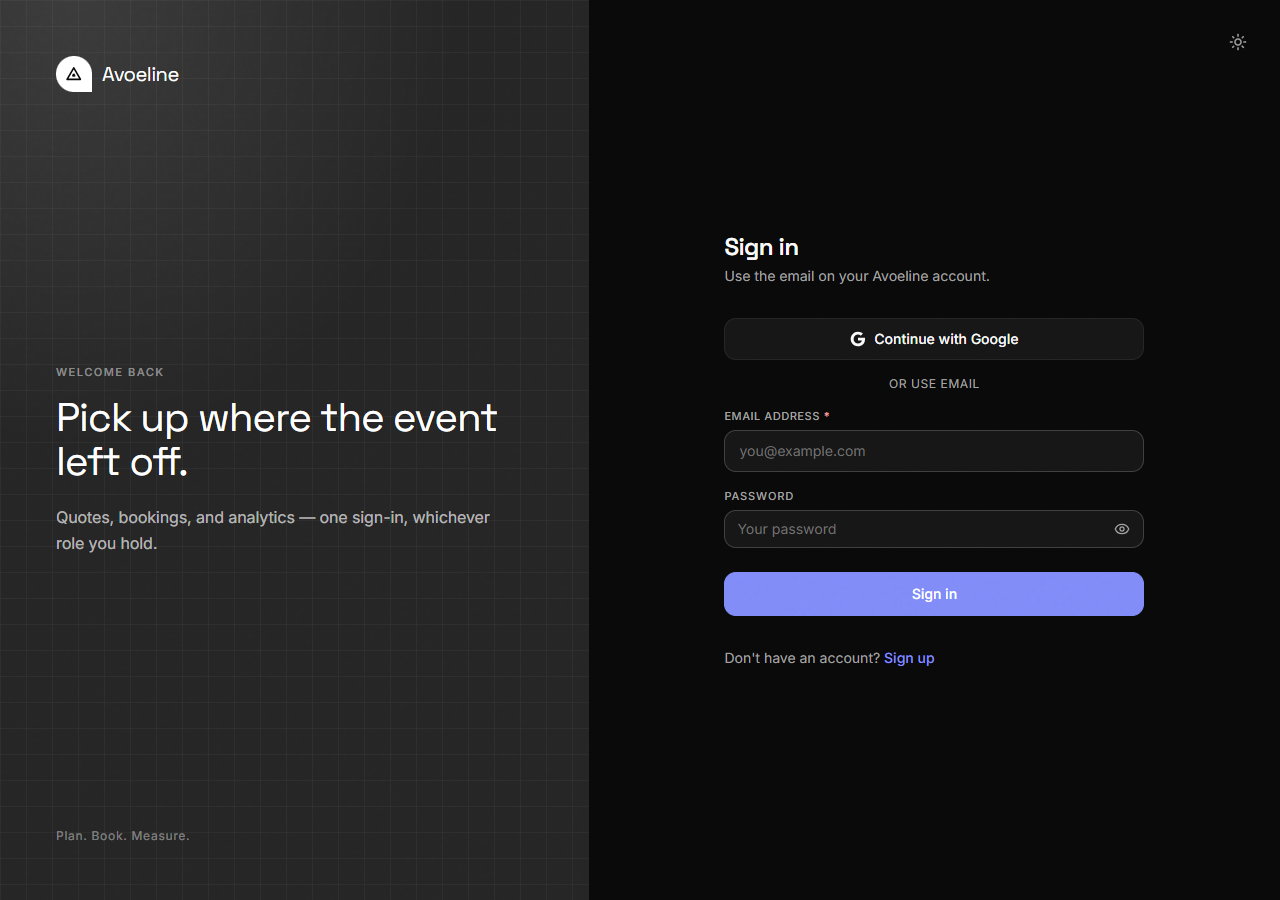 Avoeline
WELCOME BACK
Pick up where the event
left off.
Quotes, bookings, and analytics — one sign-in, whichever
role you hold.
Plan. Book. Measure.
Sign in
Use the email on your Avoeline account.
Continue with Google
OR USE EMAIL
EMAIL ADDRESS *
you@example.com
PASSWORD
Your password
Sign in
Don't have an account? Sign up